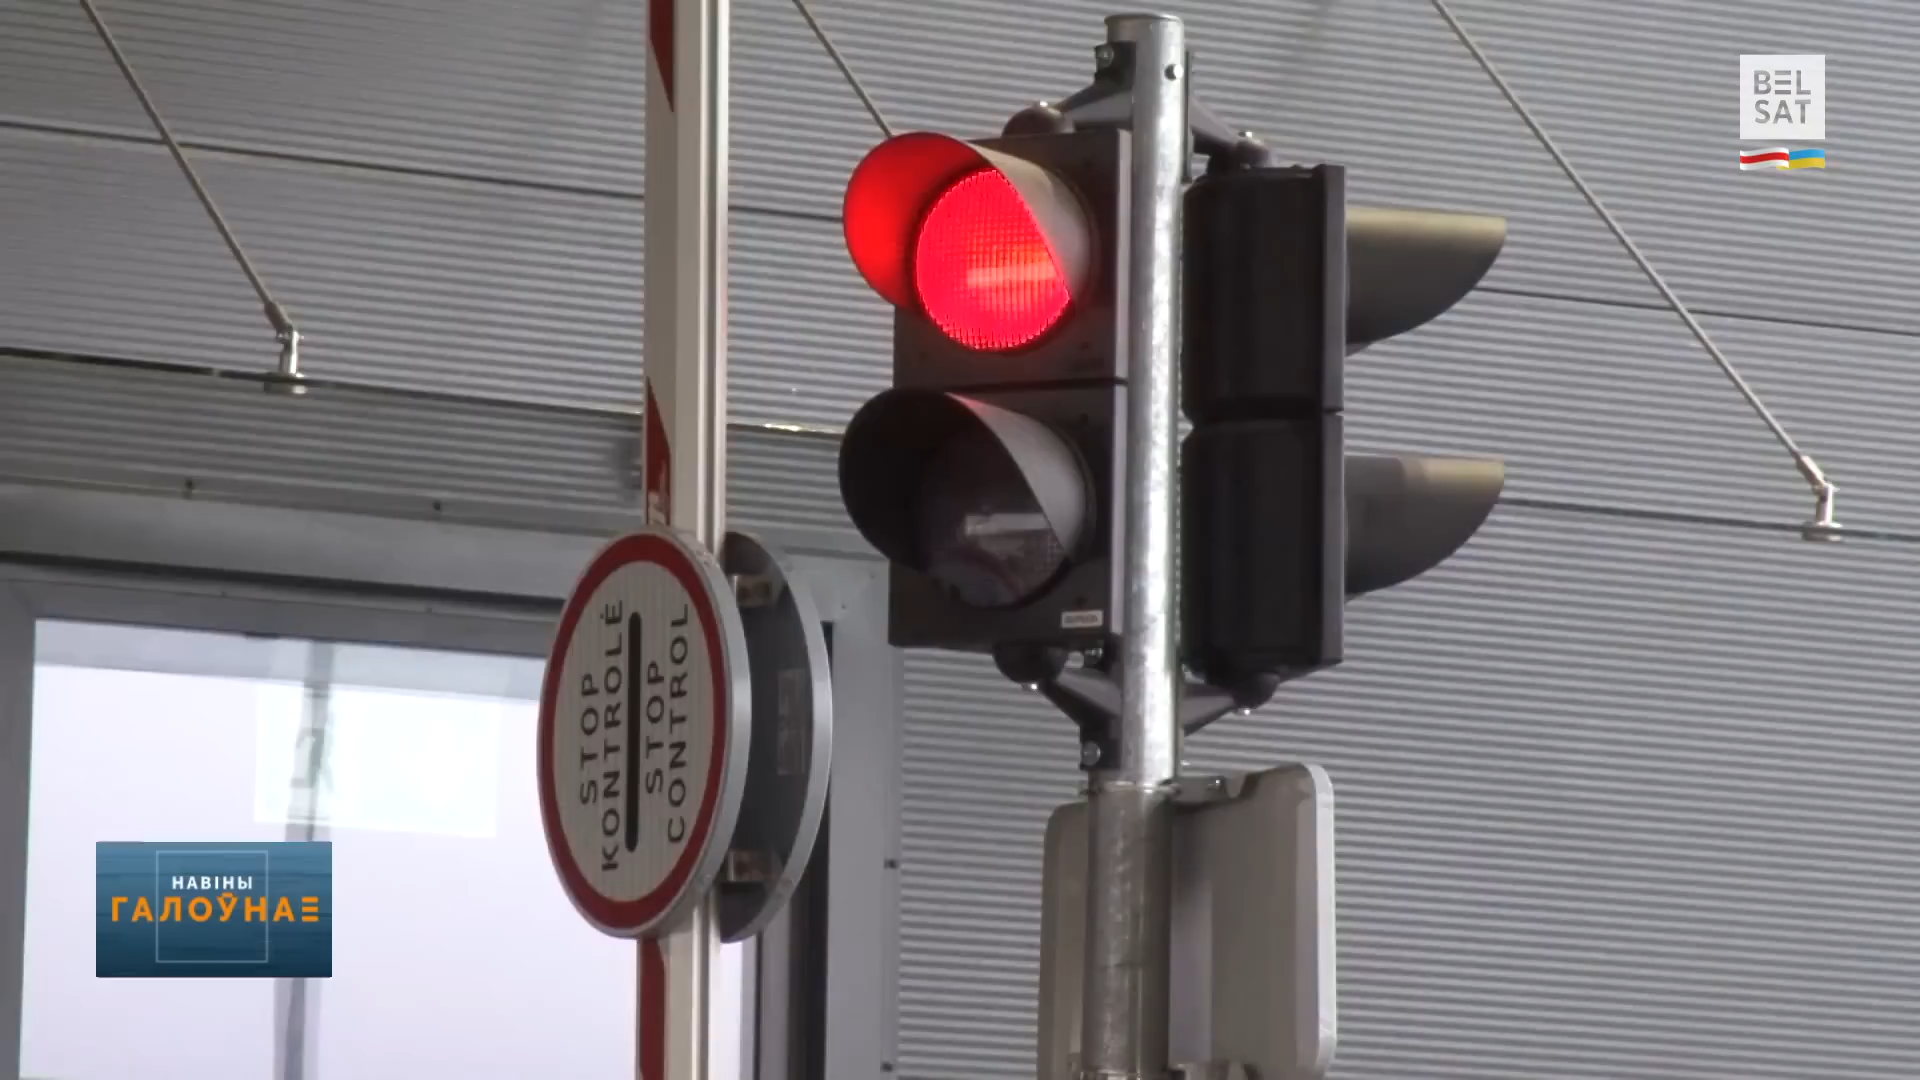 BEL
SAT
STOP
KONTROLĖ
STOP
CONTROL
НАВІНЫ
ГАЛОЎНАЕ